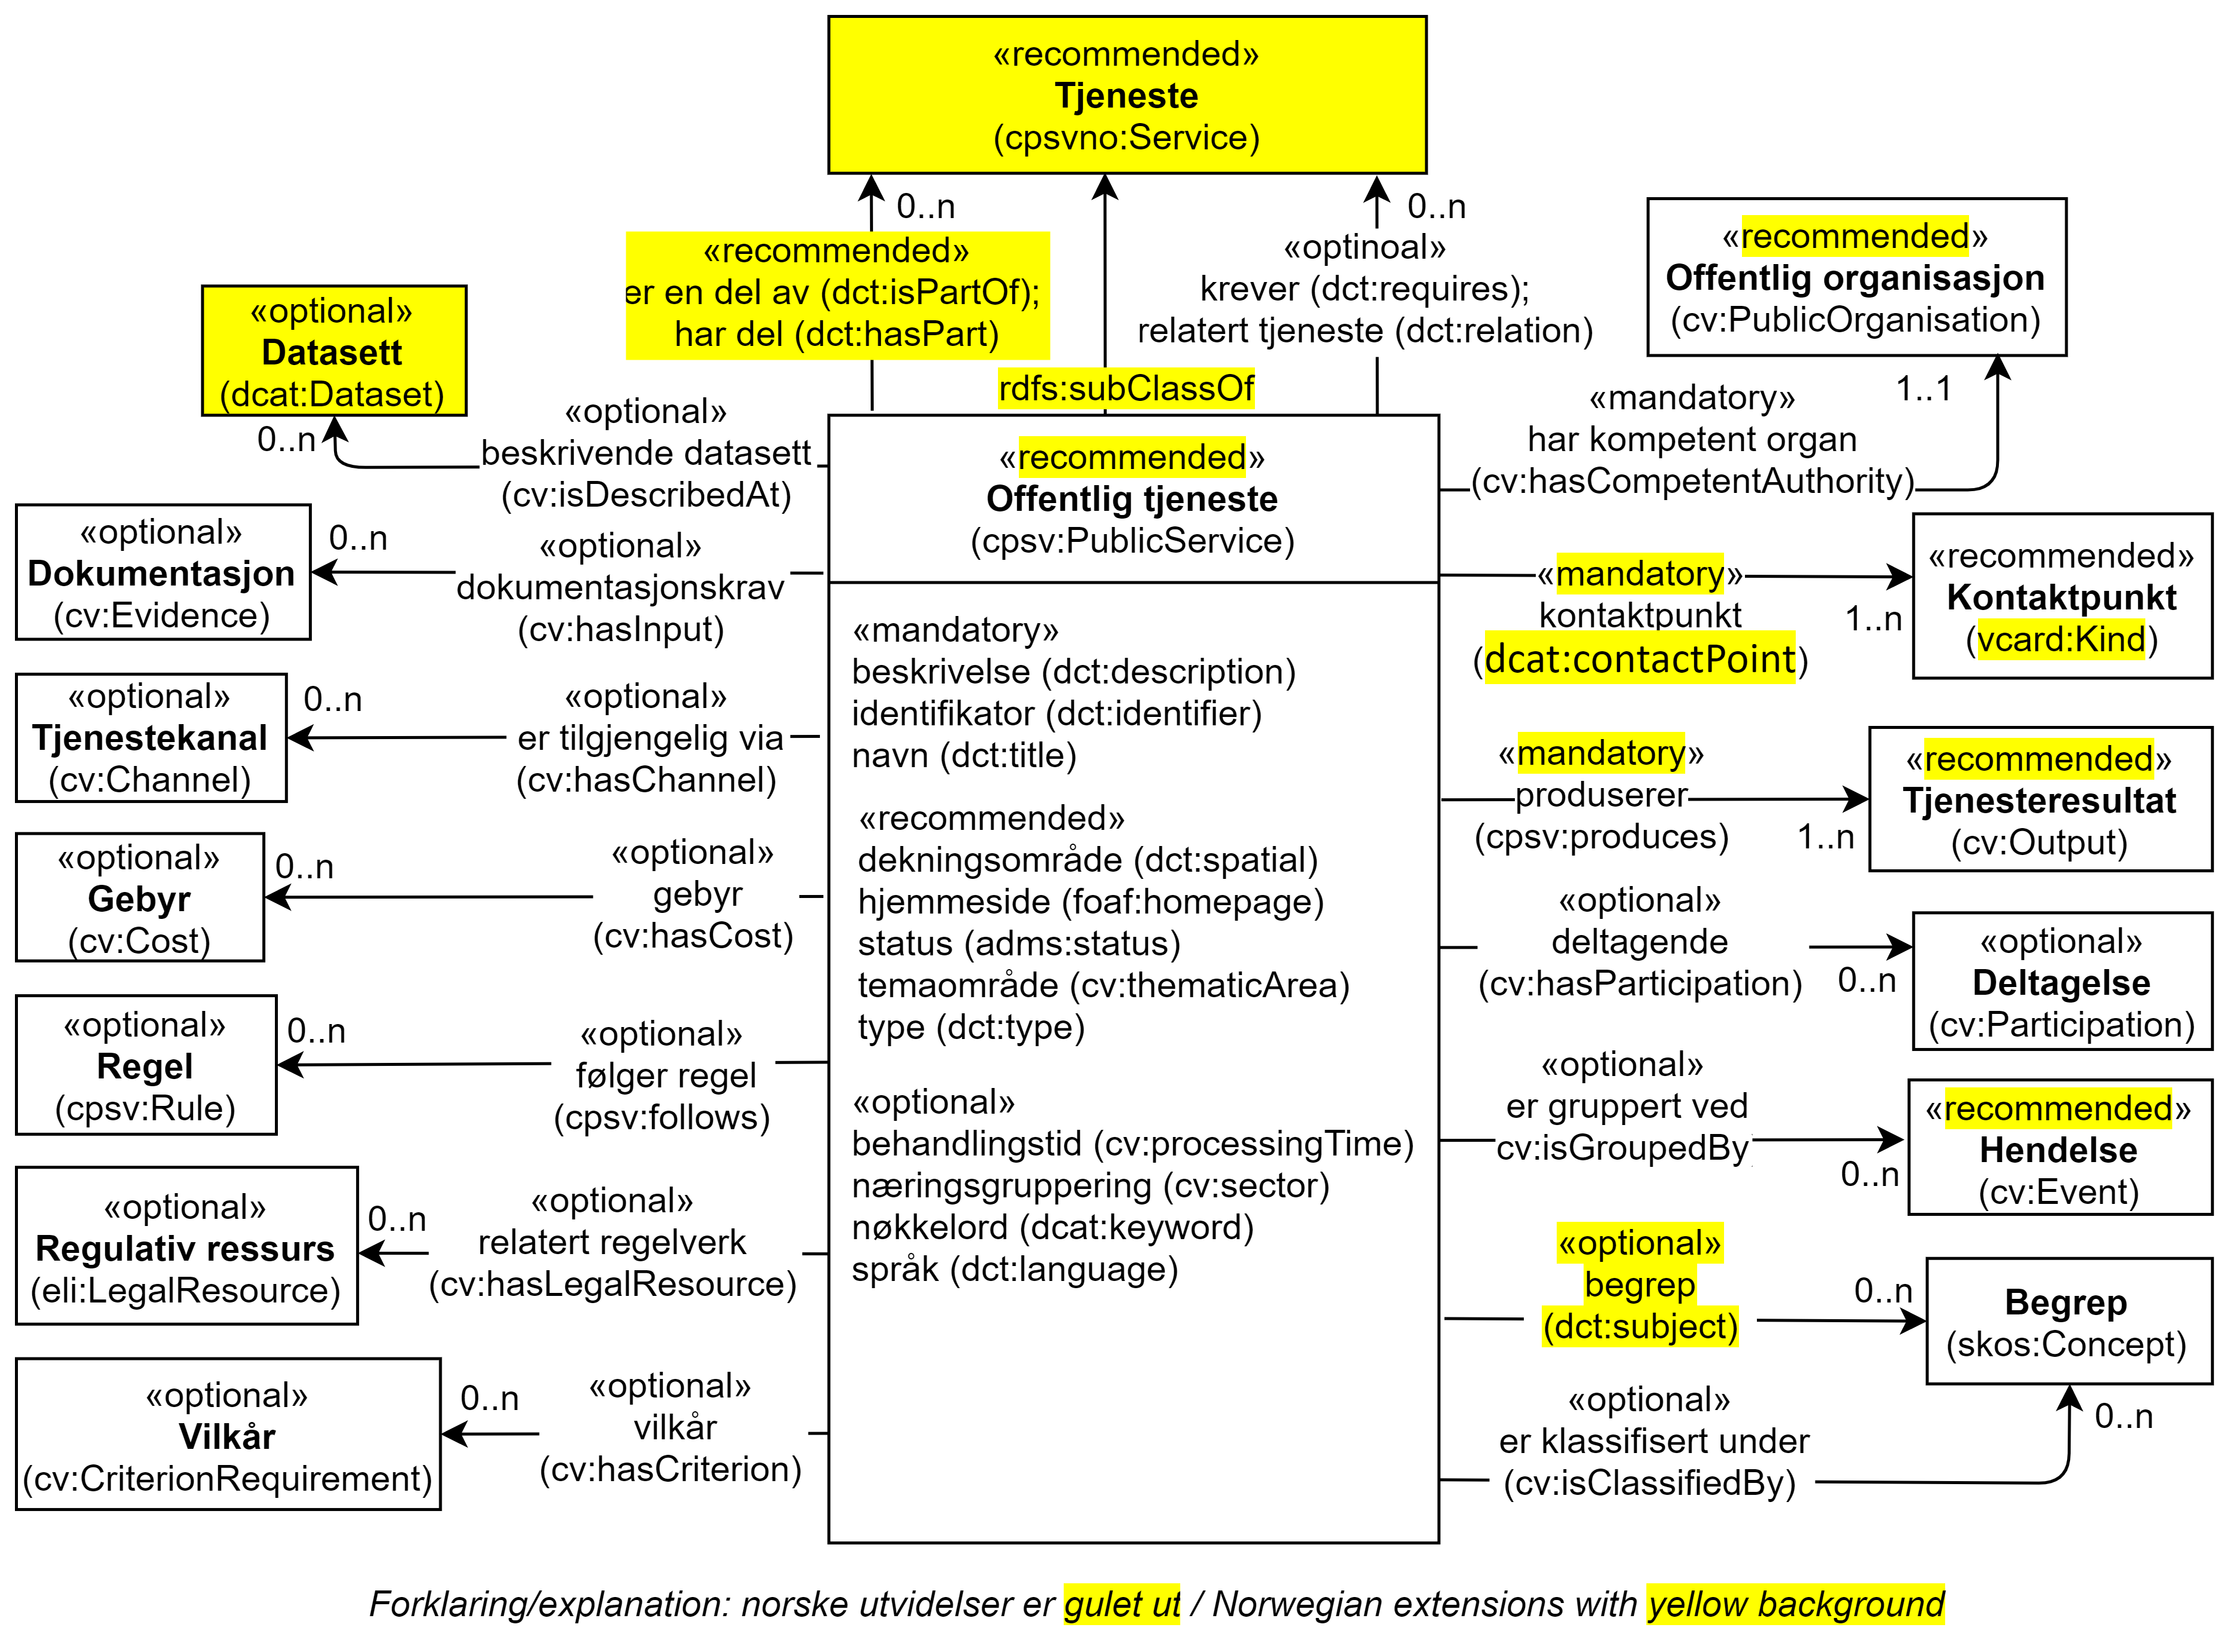 «recommended»
Tjeneste
(cpsvno:Service)
0..n
0..n
«recommended»
er en del av (dct:isPartOf);
har del (dct:hasPart)
rdfs:subClassOf
«optinoal»
krever (dct:requires);
relatert tjeneste (dct:relation)
«recommended»
Offentlig organisasjon
(cv:PublicOrganisation)
«optional»
Datasett
(dcat:Dataset)
0..n
«optional»
beskrivende datasett
(cv:isDescribedAt)
«mandatory»
har kompetent organ
(cv:hasCompetentAuthority)
1..1
«recommended»
Offentlig tjeneste
(cpsv:PublicService)
«optional»
Dokumentasjon
(cv:Evidence)
0..n
«optional»
dokumentasjonskrav
(cv:hasInput)
«mandatory»
kontaktpunkt
(dcat:contactPoint)
1..n
«recommended»
Kontaktpunkt
(vcard:Kind)
«optional»
Tjenestekanal
(cv:Channel)
0..n
«optional»
er tilgjengelig via
(cv:hasChannel)
«mandatory»
beskrivelse (dct:description)
identifikator (dct:identifier)
navn (dct:title)
«mandatory»
produserer
(cpsv:produces)
1..n
«recommended»
Tjenesteresultat
(cv:Output)
«optional»
Gebyr
(cv:Cost)
0..n
«optional»
gebyr
(cv:hasCost)
«recommended»
dekningsområde (dct:spatial)
hjemmeside (foaf:homepage)
status (adms:status)
temaområde (cv:thematicArea)
type (dct:type)
«optional»
deltagende
(cv:hasParticipation)
0..n
«optional»
Deltagelse
(cv:Participation)
«optional»
Regel
(cpsv:Rule)
0..n
«optional»
følger regel
(cpsv:follows)
«optional»
behandlingstid (cv:processingTime)
næringsgruppering (cv:sector)
nøkkelord (dcat:keyword)
språk (dct:language)
«optional»
er gruppert ved
cv:isGroupedBy
0..n
«recommended»
Hendelse
(cv:Event)
«optional»
Regulativ ressurs
(eli:LegalResource)
0..n
«optional»
relatert regelverk
(cv:hasLegalResource)
«optional»
begrep
(dct:subject)
0..n
Begrep
(skos:Concept)
«optional»
Vilkår
(cv:CriterionRequirement)
0..n
«optional»
vilkår
(cv:hasCriterion)
«optional»
er klassifisert under
(cv:isClassifiedBy)
0..n
Forklaring/explanation: norske utvidelser er gulet ut / Norwegian extensions with yellow background